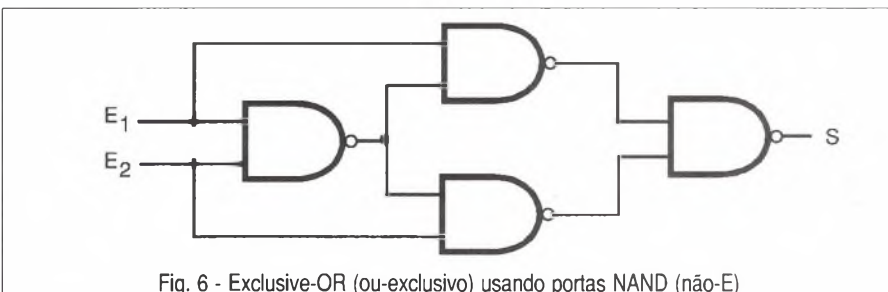 E1
E2
S
Fig. 6 - Exclusive-OR (ou-exclusivo) usando portas NAND (não-E)